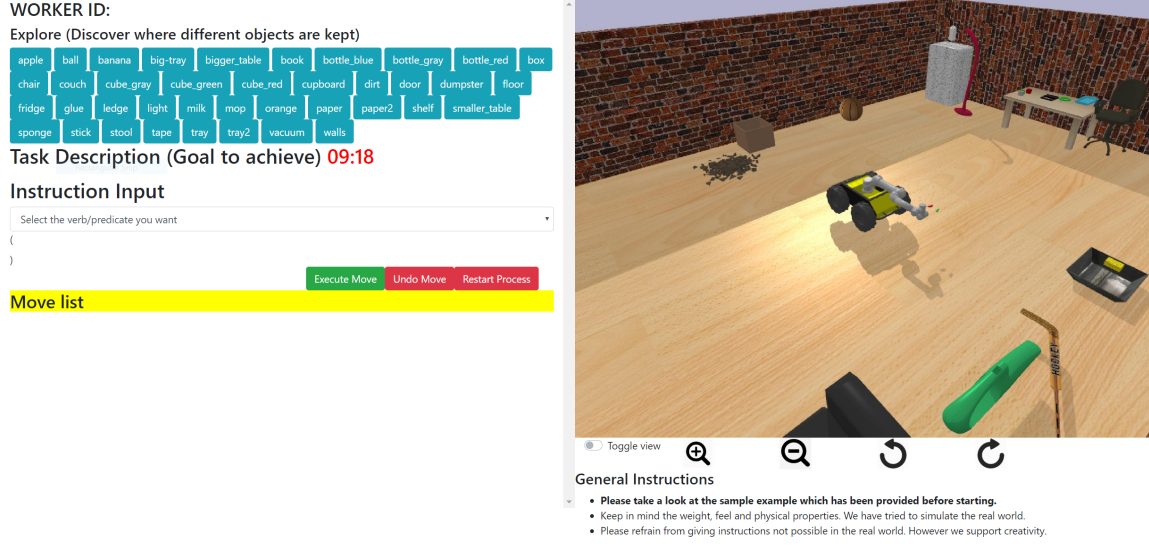 WORKER ID:
Explore (Discover where different objects are kept)
apple ball banana big-tray bigger_table book bottle_blue bottle_gray bottle_red box
chair couch cube_gray cube_green cube_red cupboard dirt door dumpster floor
fridge glue ledge light milk mop orange paper paper2 shelf smaller_table
sponge stick stool tape tray tray2 vacuum walls
Task Description (Goal to achieve) 09:18
Instruction Input
Select the verb/predicate you want
(
)
Execute Move Undo Move Restart Process
Move list
HOCKEY
Toggle view
General Instructions
Please take a look at the sample example which has been provided before starting.
Keep in mind the weight, feel and physical properties. We have tried to simulate the real world.
Please refrain from giving instructions not possible in the real world. However we support creativity.